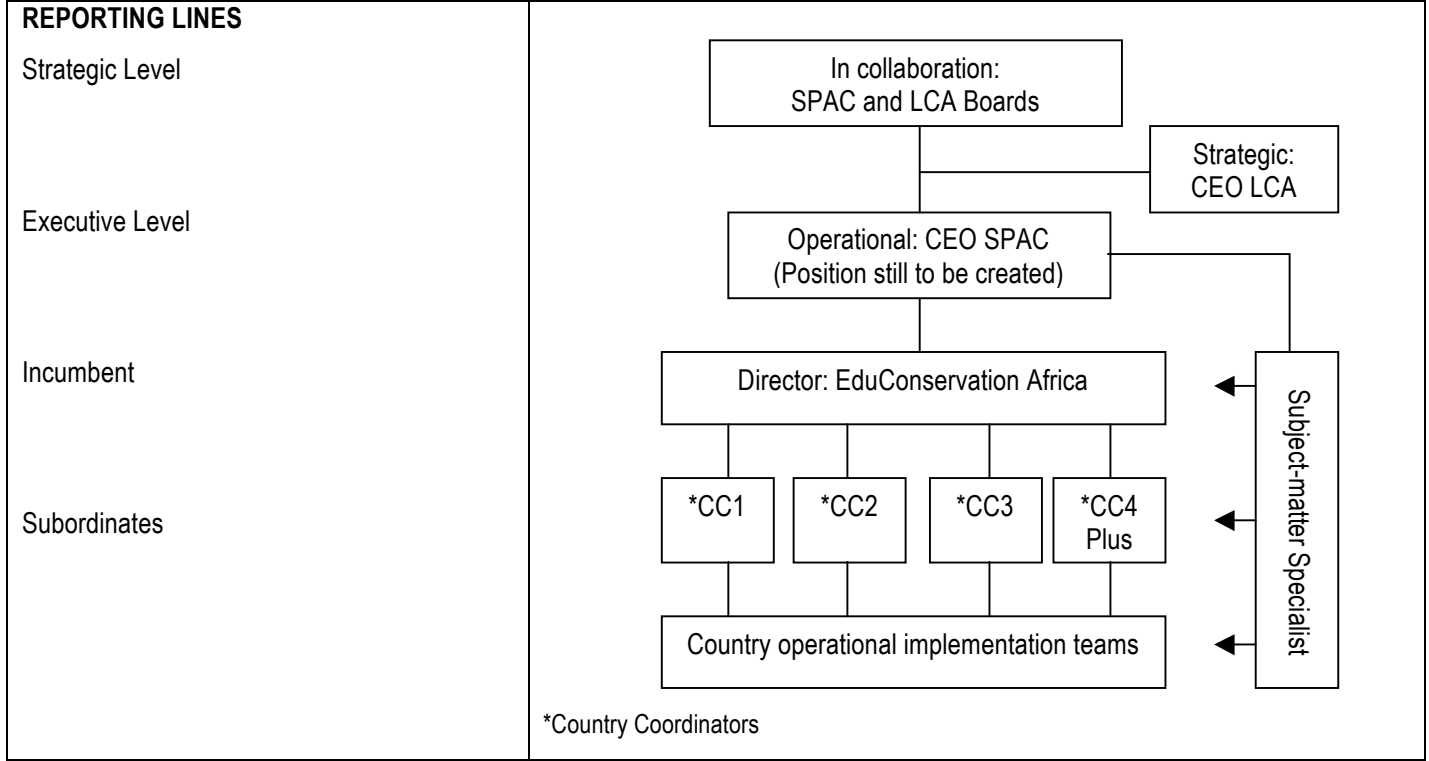 REPORTING LINES
Strategic Level
Executive Level
Incumbent
Subordinates
In collaboration:
SPAC and LCA Boards
Strategic:
CEO LCA
Operational: CEO SPAC
(Position still to be created)
Director: EduConservation Africa
Subject-matter Specialist
*CC1
*CC2
*CC3
*CC4
Plus
Country operational implementation teams
*Country Coordinators